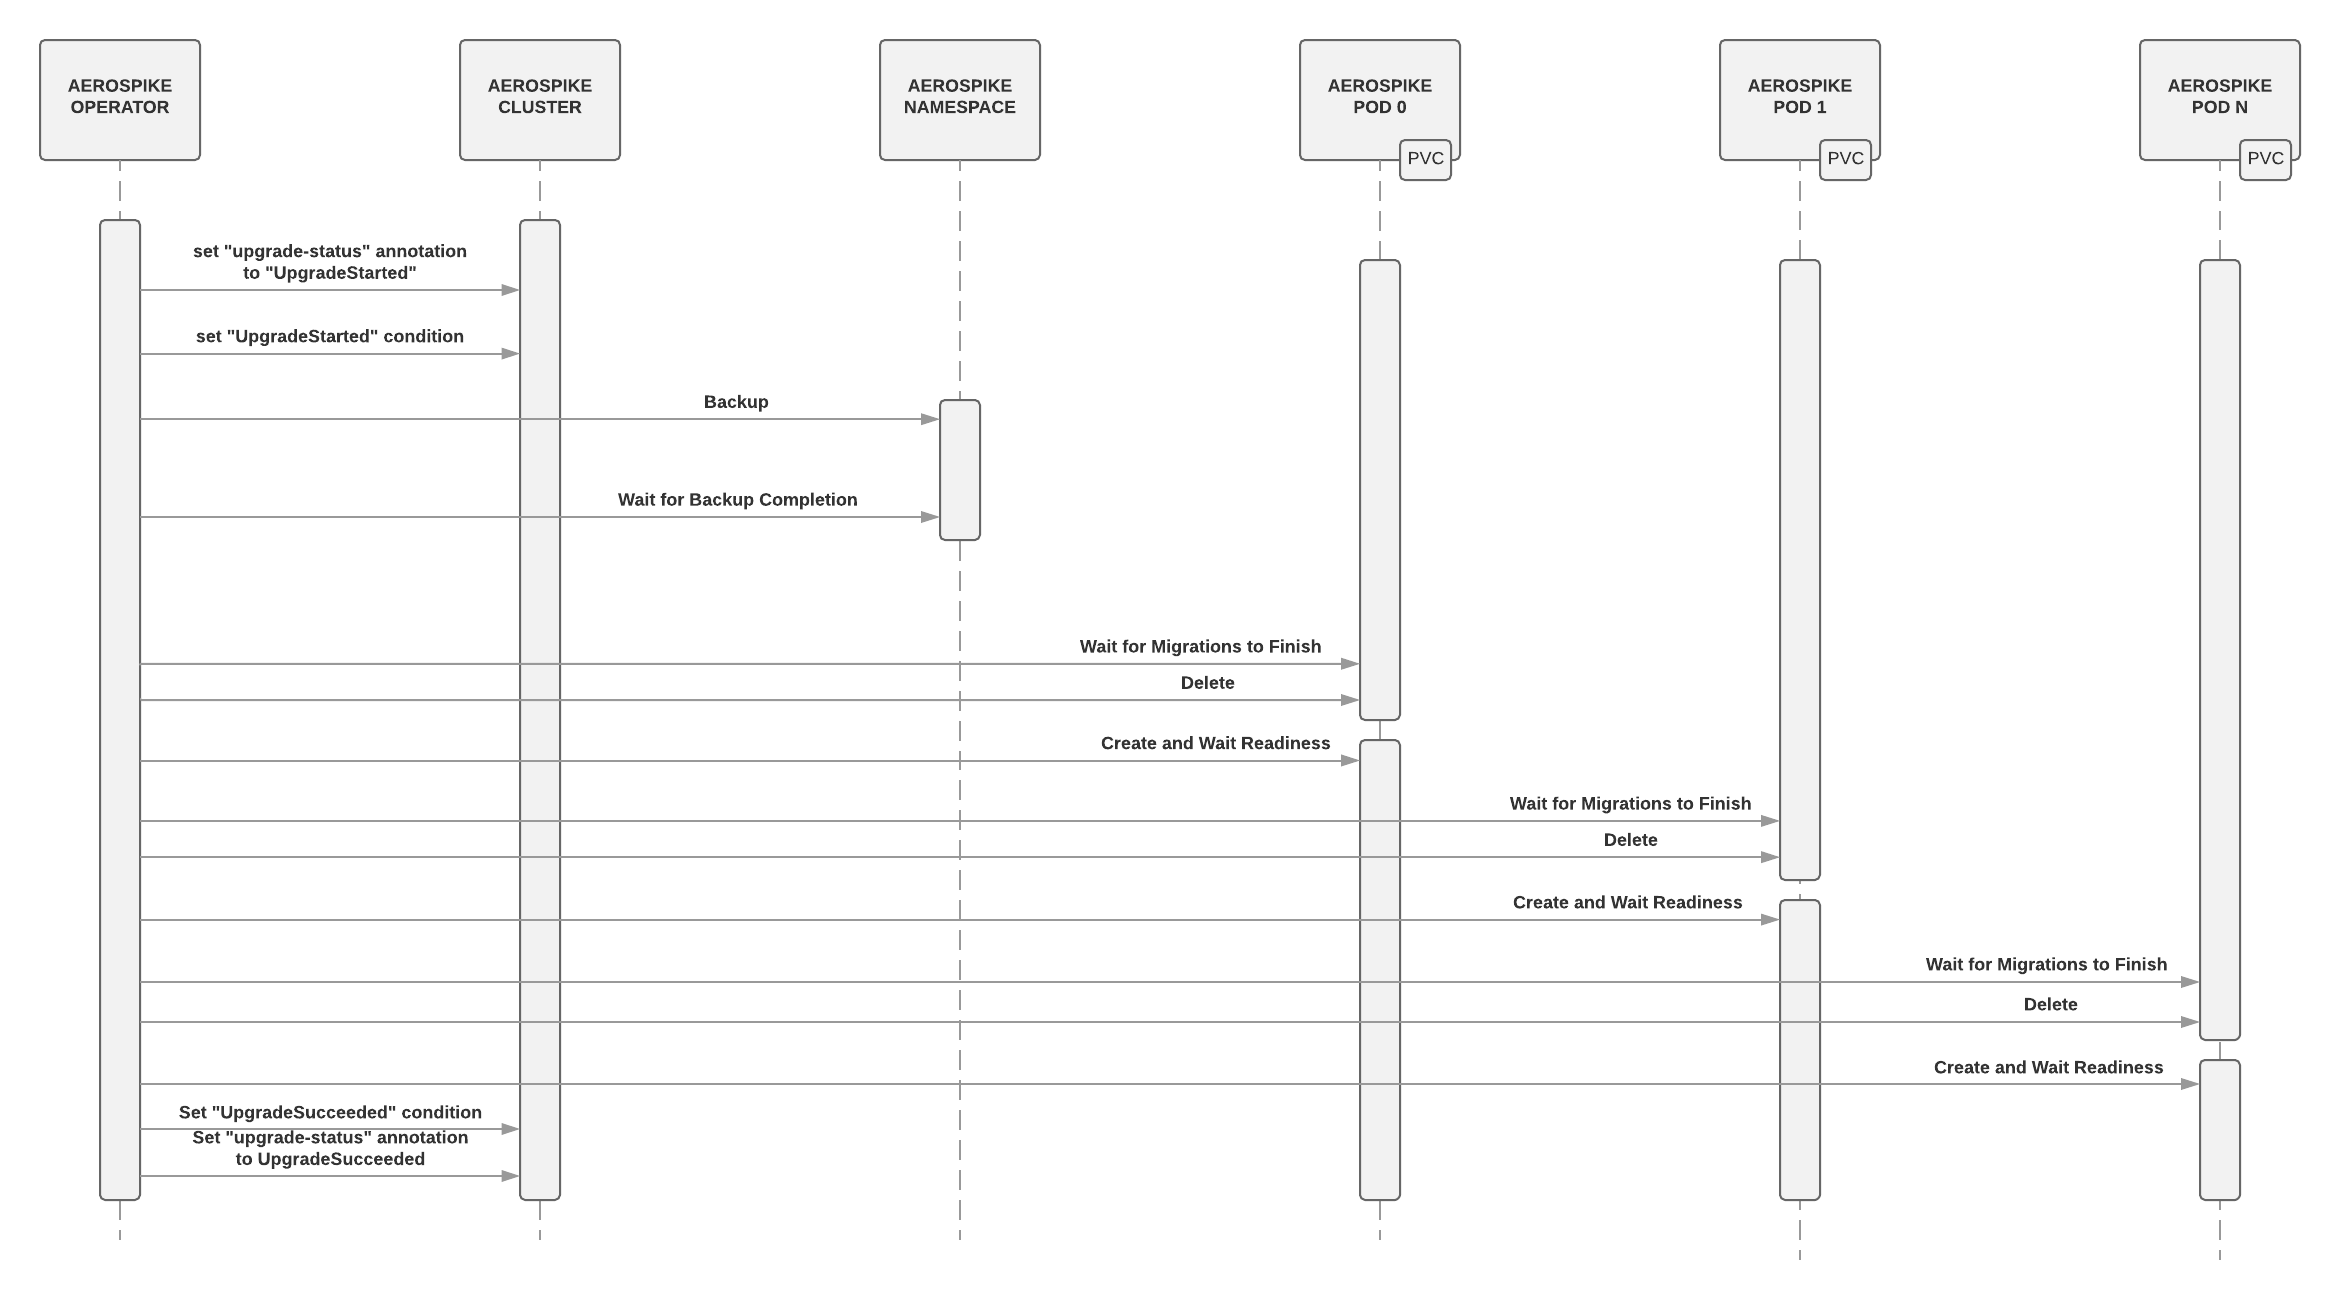 AEROSPIKE
OPERATOR
AEROSPIKE
CLUSTER
AEROSPIKE
NAMESPACE
AEROSPIKE
POD 0
PVC
AEROSPIKE
POD 1
PVC
AEROSPIKE
POD N
PVC
set "upgrade-status" annotation
to "UpgradeStarted"
set "UpgradeStarted" condition
Backup
Wait for Backup Completion
Wait for Migrations to Finish
Delete
Create and Wait Readiness
Wait for Migrations to Finish
Delete
Create and Wait Readiness
Wait for Migrations to Finish
Delete
Create and Wait Readiness
Set "UpgradeSucceeded" condition
Set "upgrade-status" annotation
to UpgradeSucceeded